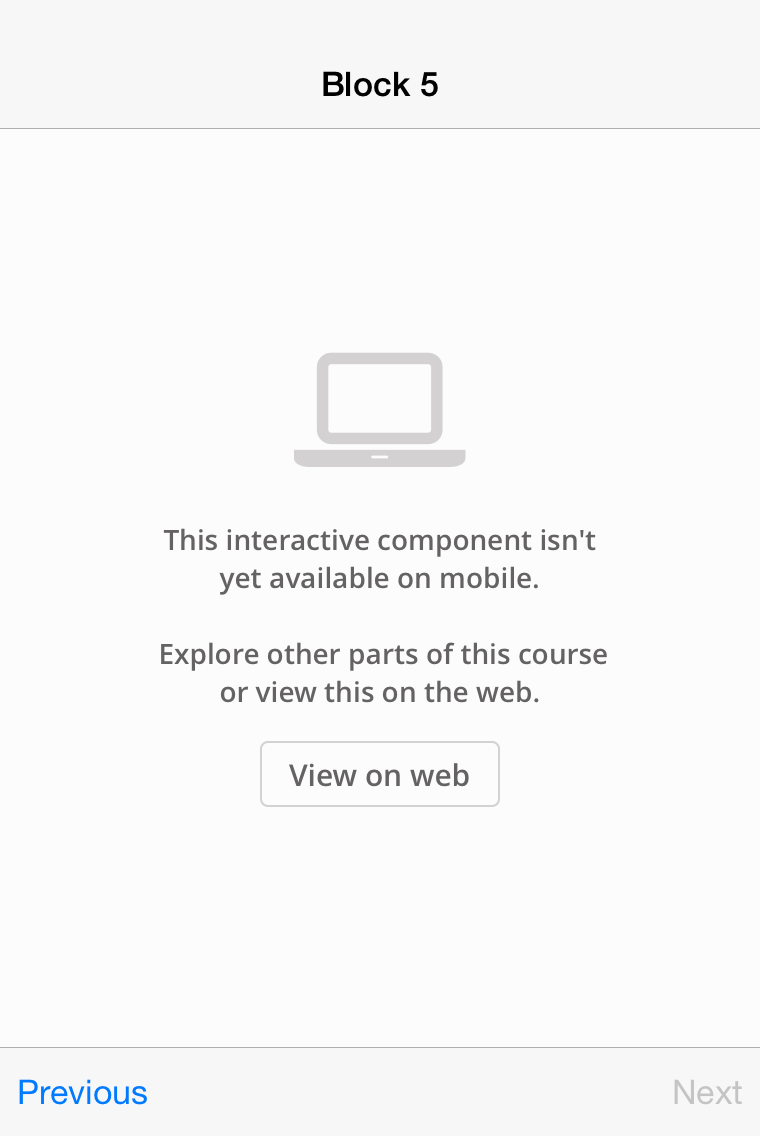 Block 5
This interactive component isn't
yet available on mobile.
Explore other parts of this course
or view this on the web.
View on web
Previous
Next